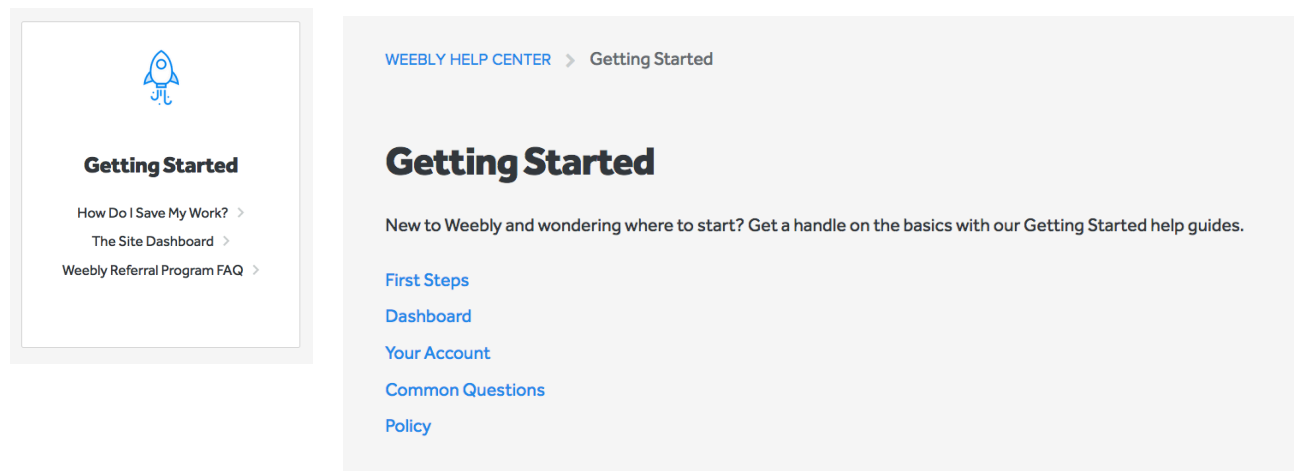 Getting Started
How Do I Save My Work?
The Site Dashboard
Weebly Referral Program FAQ
WEEBLY HELP CENTER > Getting Started
Getting Started
New to Weebly and wondering where to start? Get a handle on the basics with our Getting Started help guides.
First Steps
Dashboard
Your Account
Common Questions
Policy